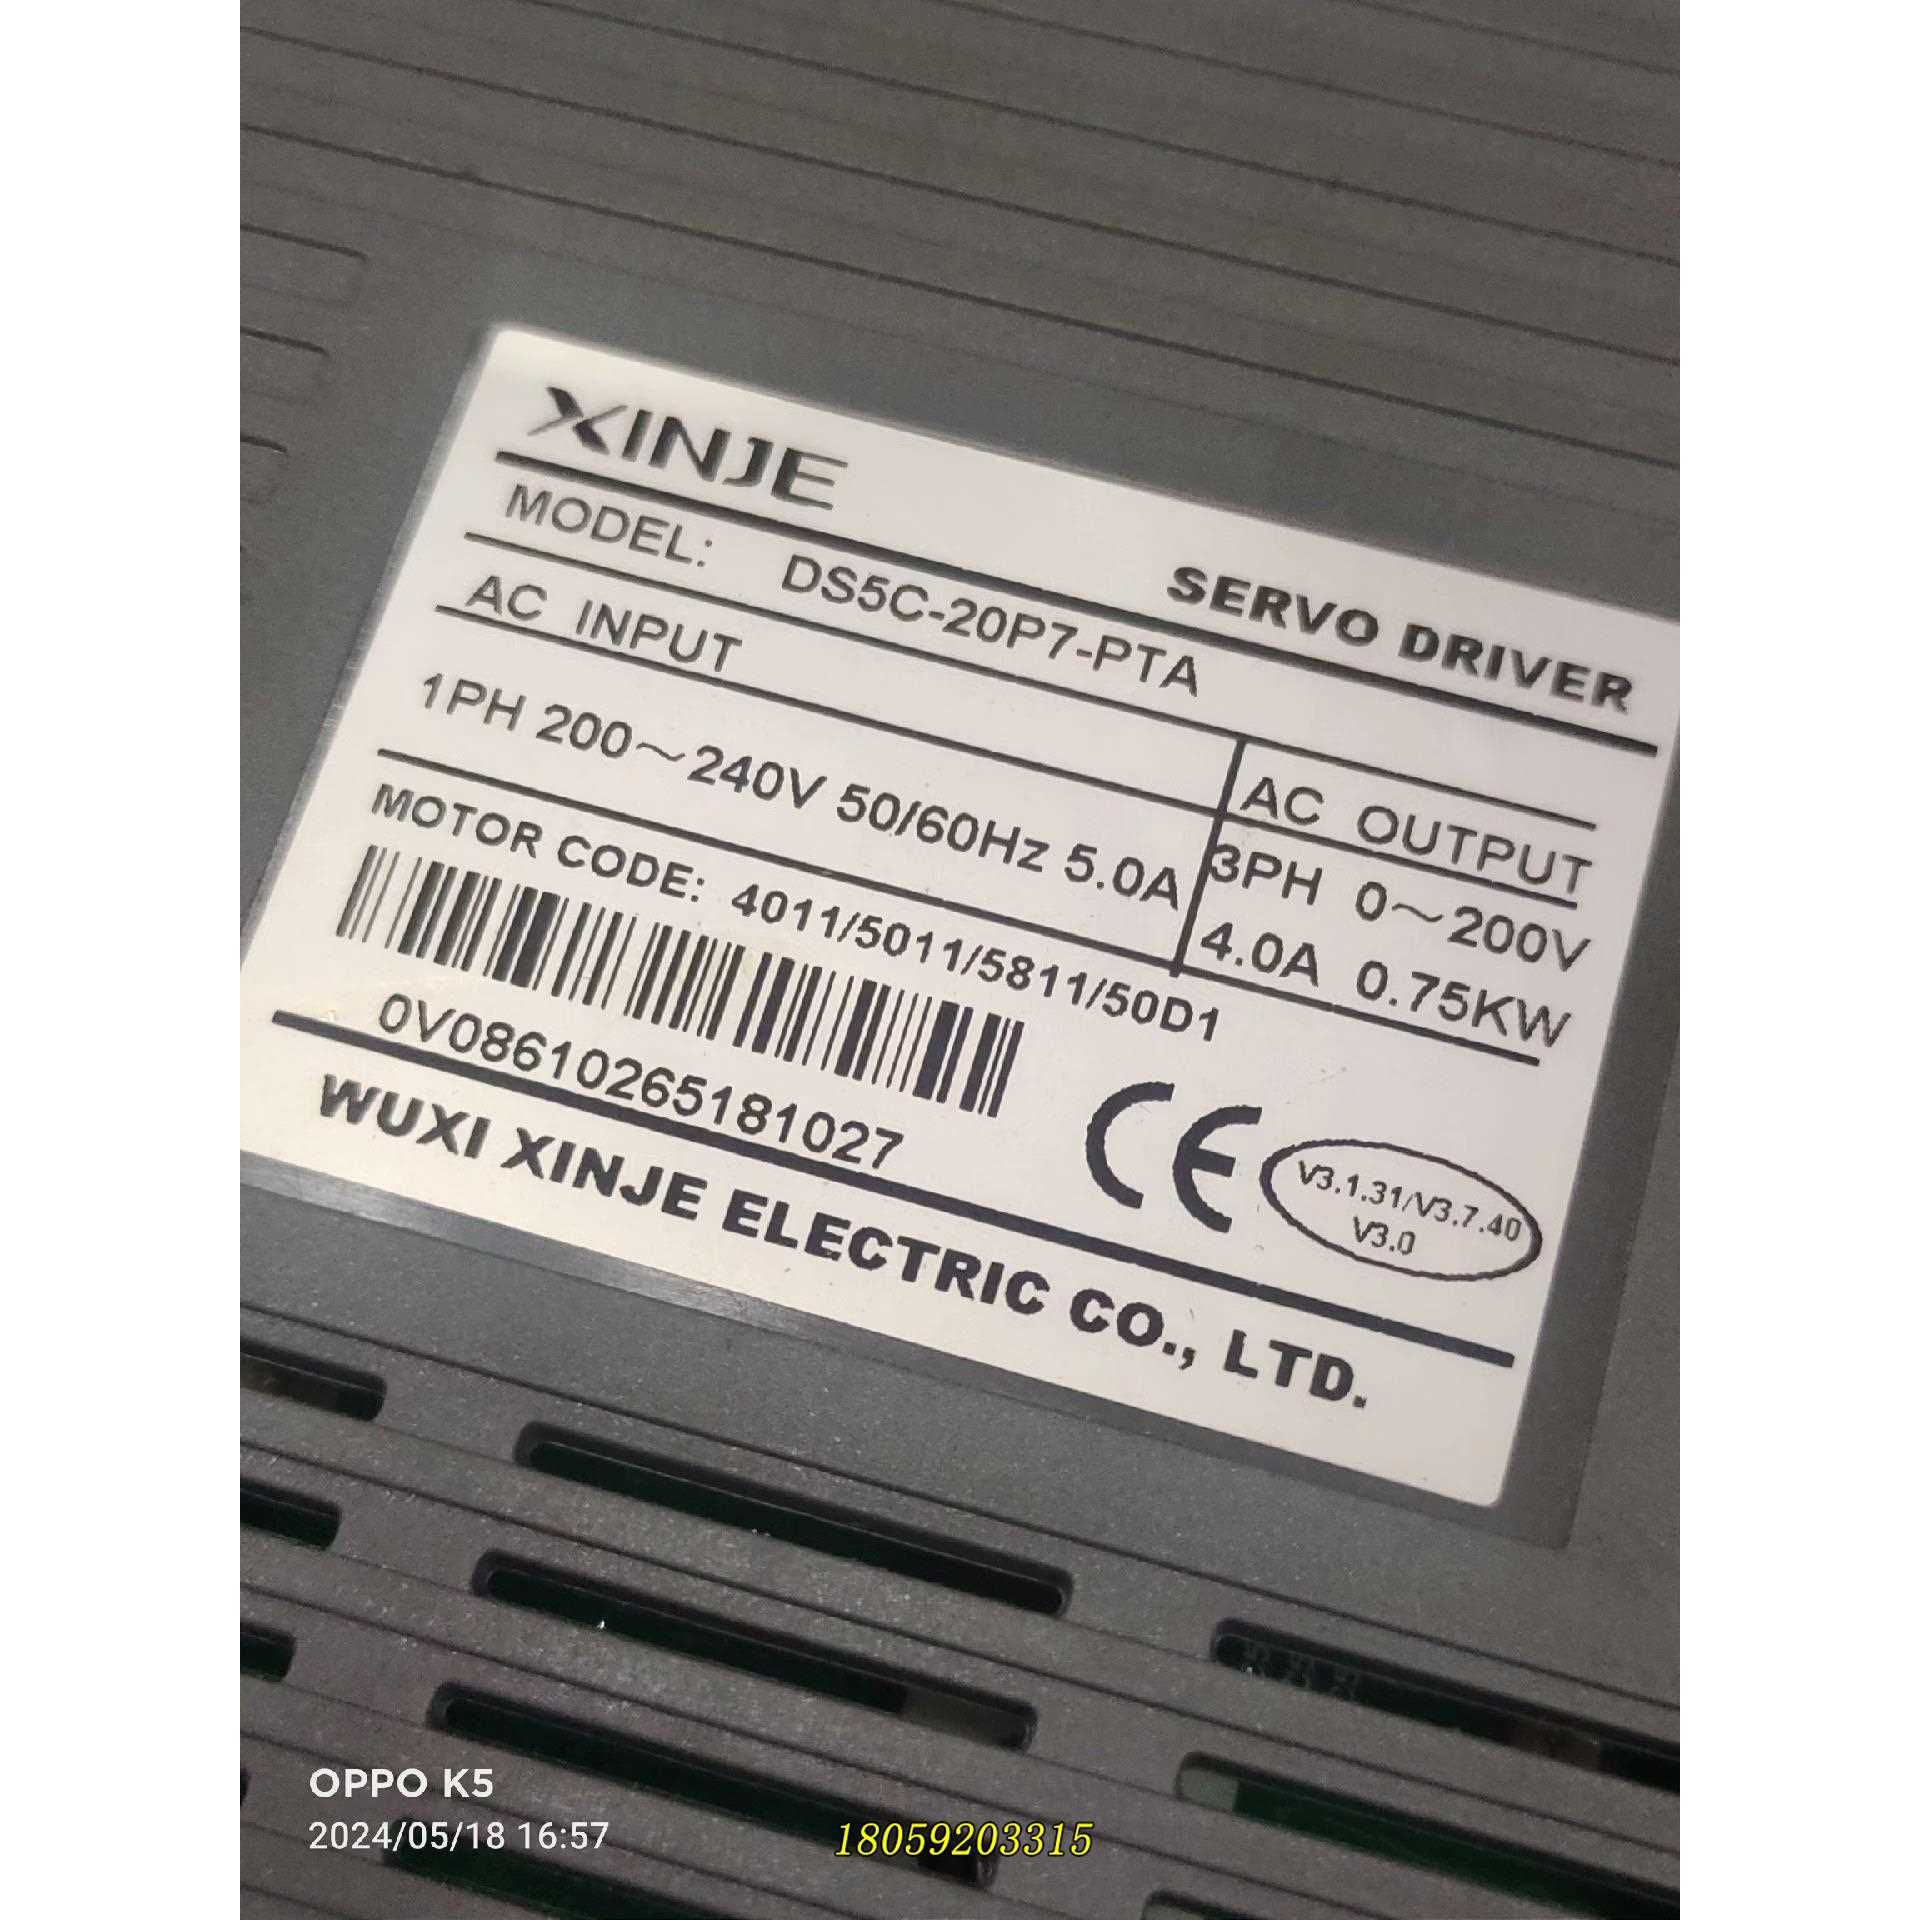 XINJE
SERVO DRIVER
MODEL: DS5C-20P7-PTA
AC INPUT
AC OUTPUT
1PH 200～240V 50/60Hz 5.0A
3PH 0～200V
4.0A 0.75KW
MOTOR CODE: 4011/5011/5811/50D1
0V08610265181027
CE
V3.1.31/V3.7.40
V3.0
WUXI XINJE ELECTRIC CO., LTD.
OPPO K5
2024/05/18 16:57
18059203315